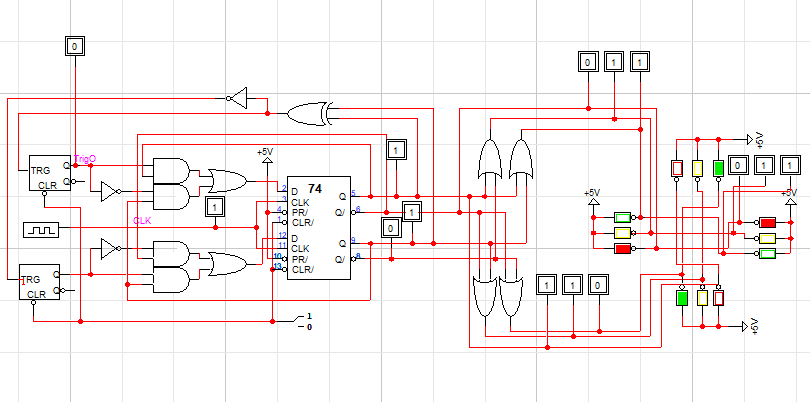 0
0 1 1
+5V
TrigO
TRG Q
CLR Q/
+5V
74
1
0 1 1
2 D Q 5
3 CLK
4 PR/ Q/ 6
1 CLR/
12 D Q 9
11 CLK
10 PR/ Q/ 8
13 CLR/
1
1
0
CLK
+5V
+5V
TRG Q
CLR Q/
1
0
1 1 0
+5V